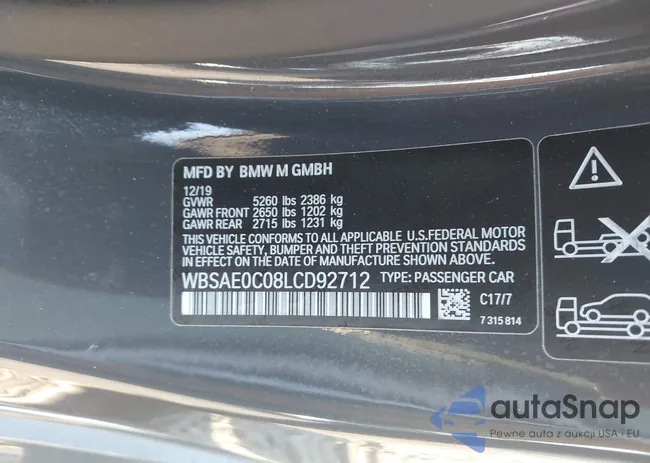 MFD BY BMW M GMBH
12/19
GVWR 5260 lbs 2386 kg
GAWR FRONT 2650 lbs 1202 kg
GAWR REAR 2715 lbs 1231 kg
THIS VEHICLE CONFORMS TO ALL APPLICABLE U.S.FEDERAL MOTOR
VEHICLE SAFETY, BUMPER AND THEFT PREVENTION STANDARDS
IN EFFECT ON THE DATE OF MANUFACTURE SHOWN ABOVE.
WBSAE0C08LCD92712 TYPE: PASSENGER CAR
C17/7
7 315 814
autoSnap
Pewne auta z aukcji USA i EU